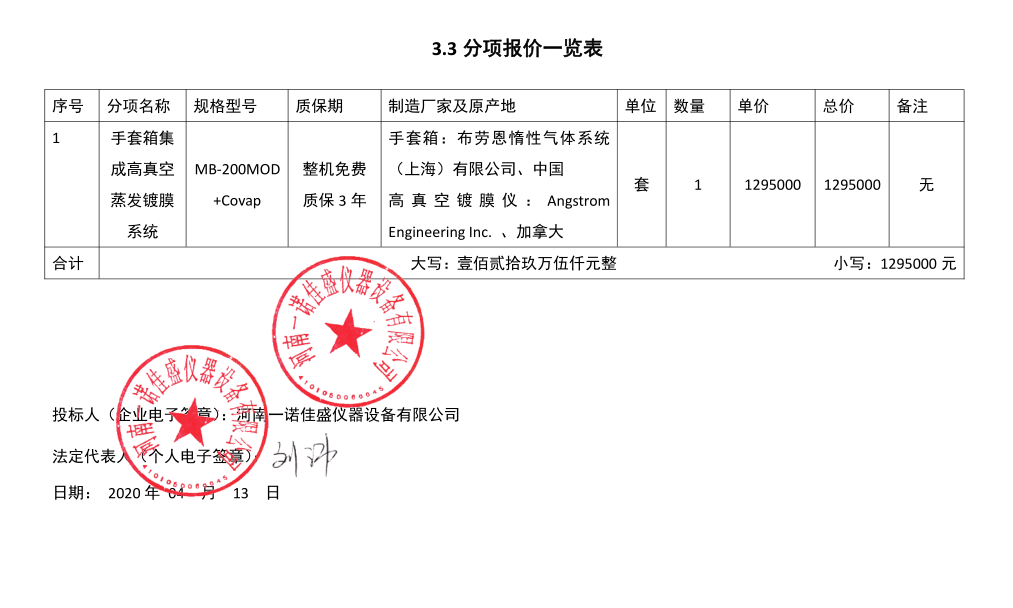 3.3 分项报价一览表
序号 分项名称 规格型号 质保期 制造厂家及原产地 单位 数量 单价 总价 备注
1 手套箱集 手套箱：布劳恩惰性气体系统
成高真空 MB-200MOD 整机免费 （上海）有限公司、中国
套 1 1295000 1295000 无
蒸发镀膜 +Covap 质保 3 年 高真空镀膜仪：Angstrom
系统 Engineering Inc. 、加拿大
合计 大写：壹佰贰拾玖万伍仟元整 小写：1295000 元
河南一诺佳盛仪器设备有限公司
4101050060045
河南一诺佳盛仪器设备有限公司
4101050060045
投标人（企业电子签章）：河南一诺佳盛仪器设备有限公司
法定代表人（个人电子签章）：
日期： 2020 年 04 月 13 日